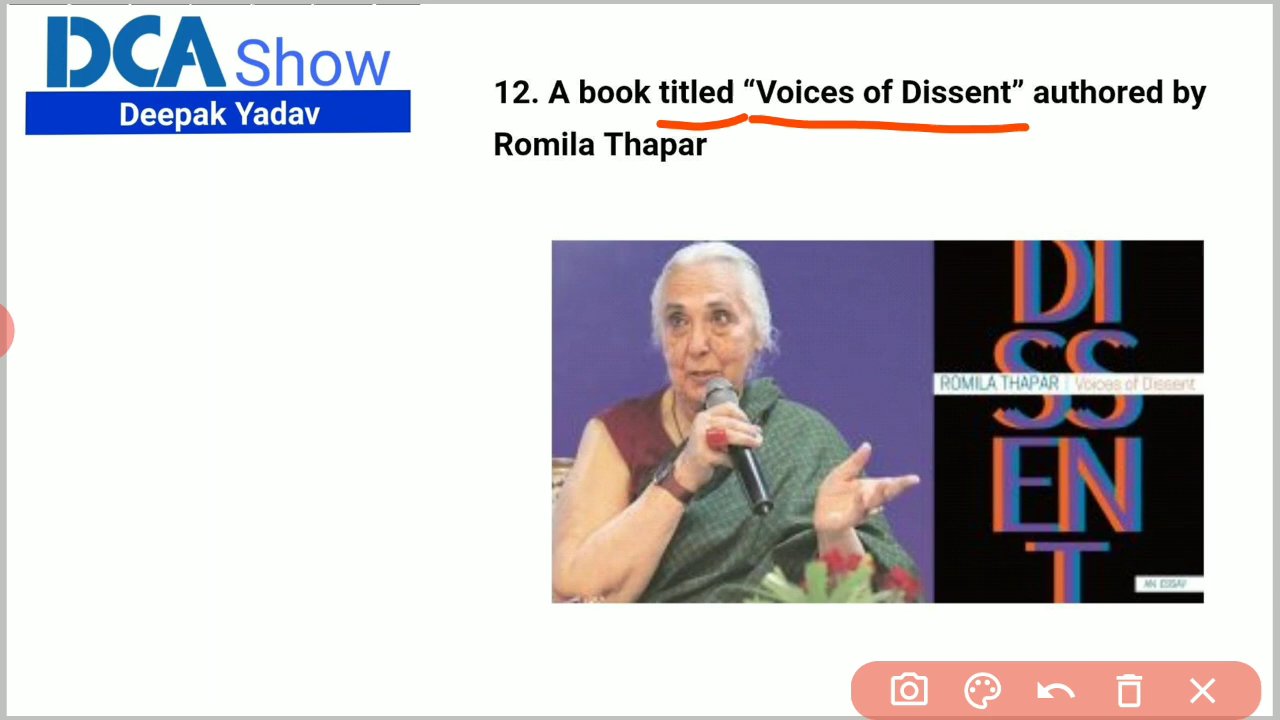 DCA Show
Deepak Yadav
12. A book titled “Voices of Dissent” authored by
Romila Thapar
DI
SS
ROMILA THAPAR | Voices of Dissent
EN
T
AN ESSAY